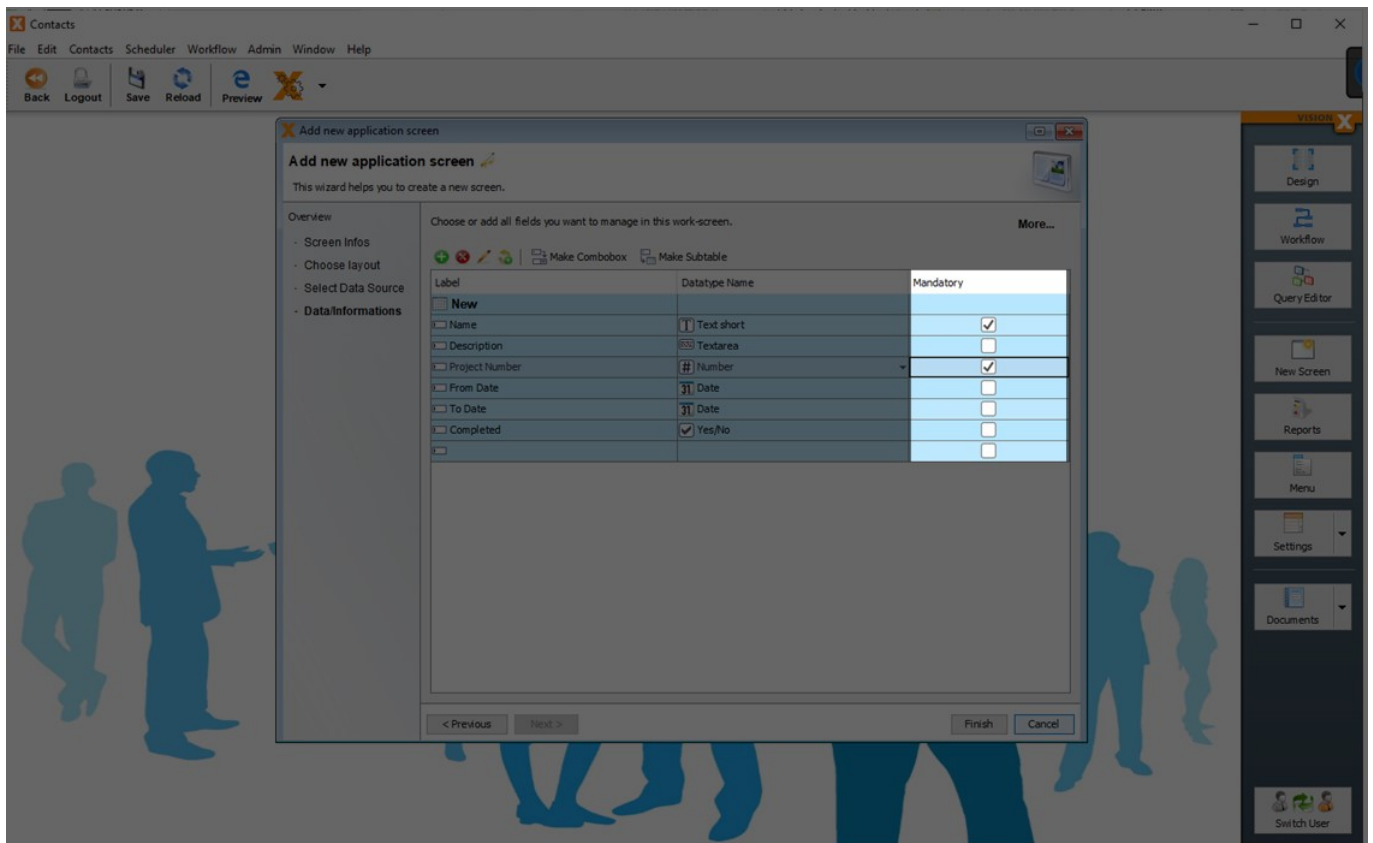 Contacts
File Edit Contacts Scheduler Workflow Admin Window Help
Back Logout Save Reload Preview
VISION X
Add new application screen
Add new application screen
This wizard helps you to create a new screen.
Overview
- Screen Infos
- Choose layout
- Select Data Source
- Data/Informations
Choose or add all fields you want to manage in this work-screen.
More...
Make Combobox Make Subtable
Label Datatype Name Mandatory
New
Name Text short
Description Textarea
Project Number # Number
From Date 31 Date
To Date 31 Date
Completed Yes/No
< Previous Next > Finish Cancel
Design
Workflow
Query Editor
New Screen
Reports
Menu
Settings
Documents
Switch User